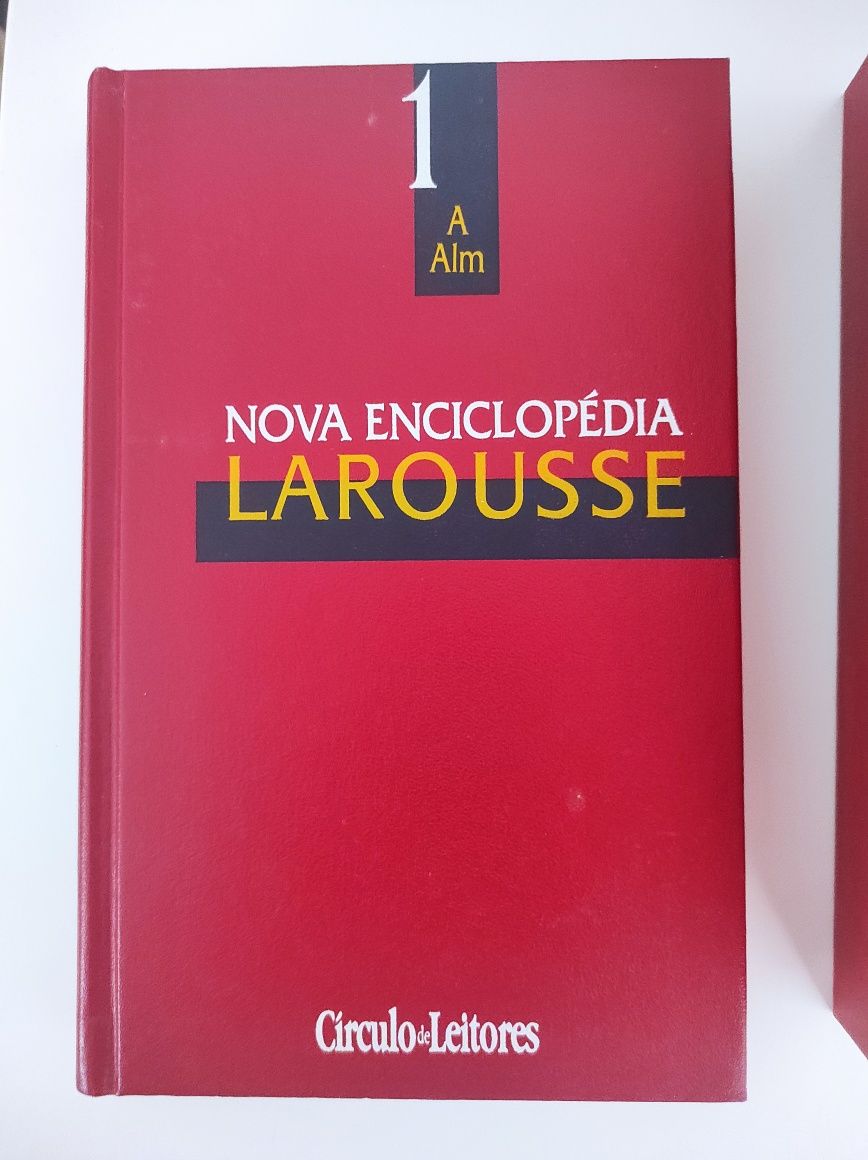 1
A
Alm
NOVA ENCICLOPÉDIA
LAROUSSE
Círculo de Leitores